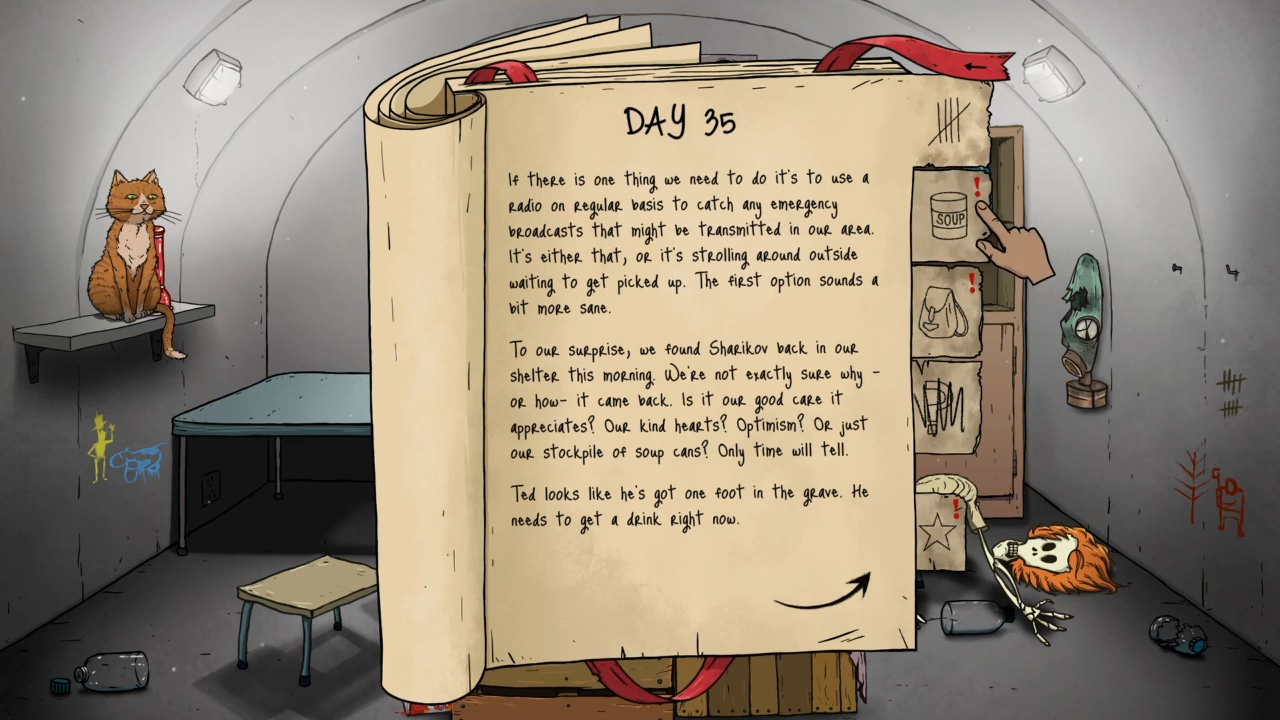 DAY 35
If there is one thing we need to do it's to use a
radio on regular basis to catch any emergency
broadcasts that might be transmitted in our area.
It's either that, or it's strolling around outside
waiting to get picked up. The first option sounds a
bit more sane.
To our surprise, we found Sharikov back in our
shelter this morning. We're not exactly sure why -
or how- it came back. Is it our good care it
appreciates? Our kind hearts? Optimism? Or just
our stockpile of soup cans? Only time will tell.
Ted looks like he's got one foot in the grave. He
needs to get a drink right now.
!
SOUP
!
!